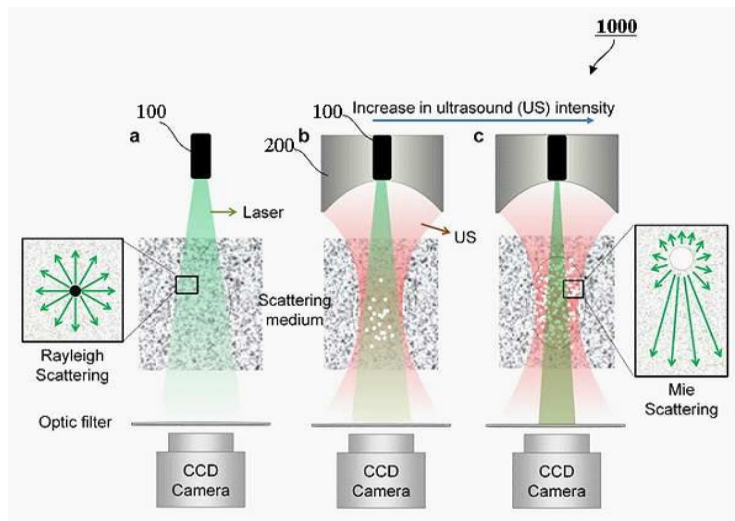 1000
Increase in ultrasound (US) intensity
100
a
100
b
c
200
Laser
US
Scattering
medium
Rayleigh
Scattering
Mie
Scattering
Optic filter
CCD
Camera
CCD
Camera
CCD
Camera